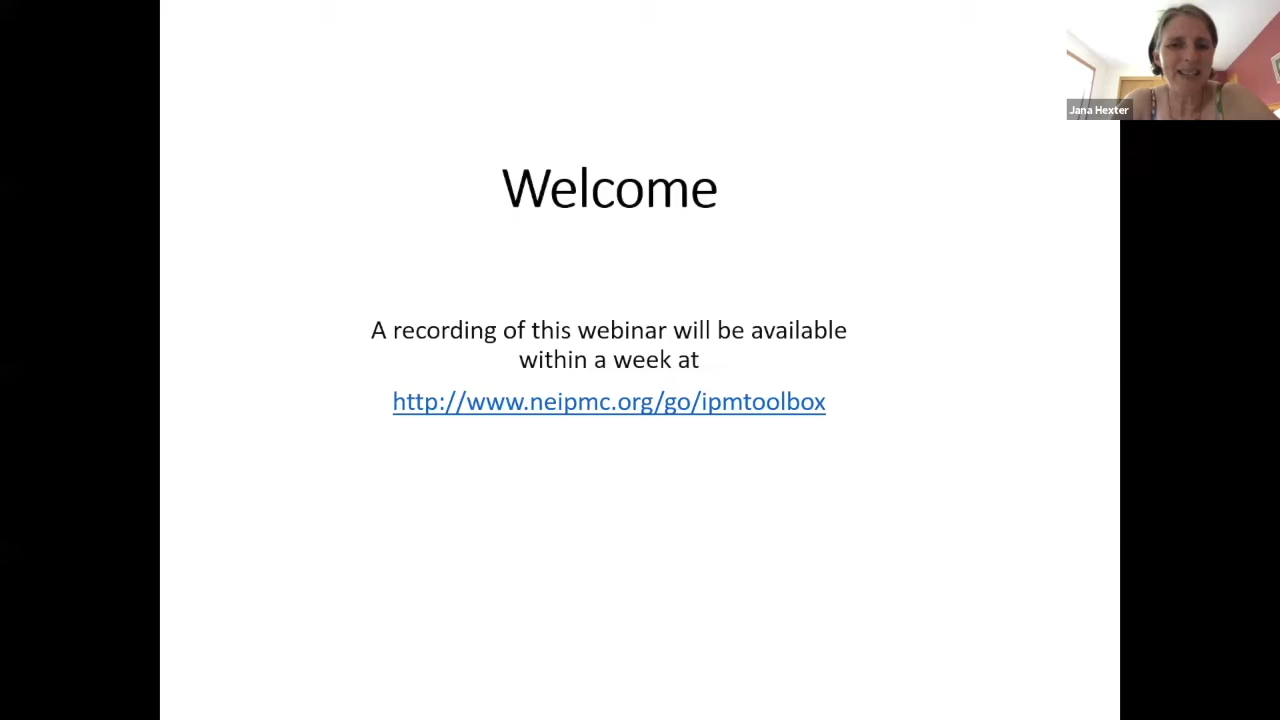 Jana Hexter
Welcome
A recording of this webinar will be available
within a week at
http://www.neipmc.org/go/ipmtoolbox